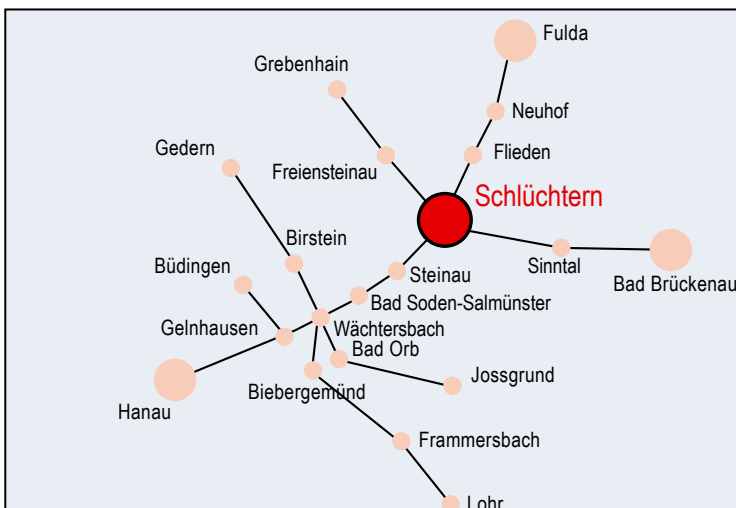 Fulda
Grebenhain
Neuhof
Gedern
Flieden
Freiensteinau
Schlüchtern
Birstein
Büdingen
Steinau
Sinntal
Bad Brückenau
Bad Soden-Salmünster
Gelnhausen
Wächtersbach
Bad Orb
Jossgrund
Biebergemünd
Hanau
Frammersbach
Lohr